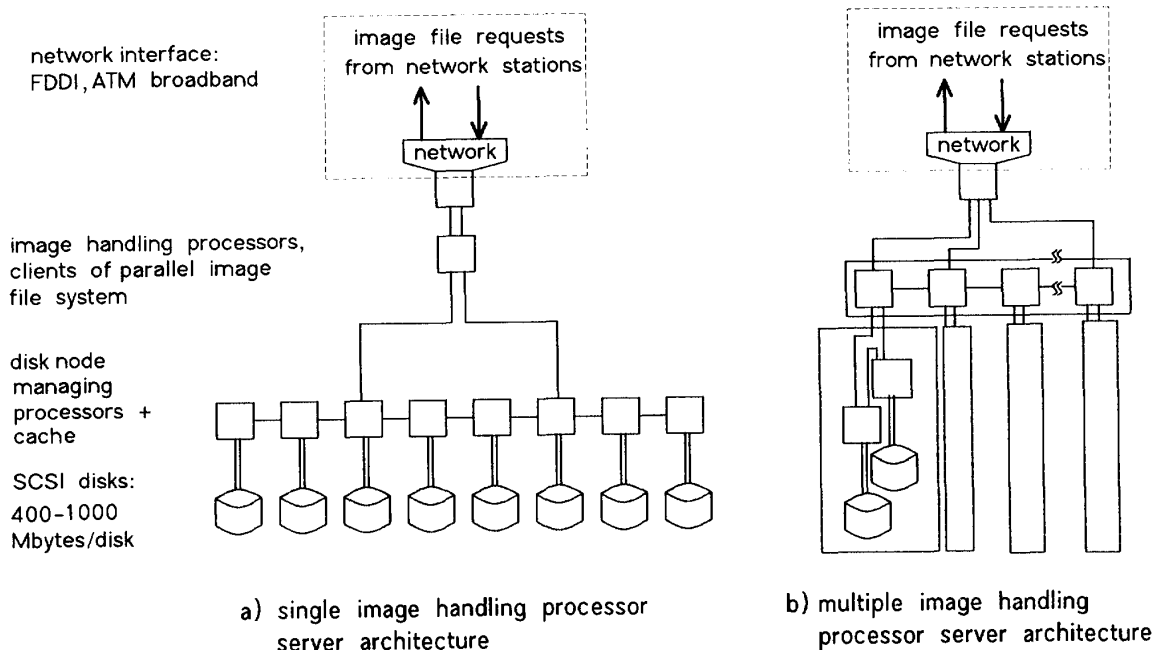 network interface:
FDDI, ATM broadband
image file requests
from network stations
network
image handling processors,
clients of parallel image
file system
disk node
managing
processors +
cache
SCSI disks:
400-1000
Mbytes/disk
a) single image handling processor
server architecture
image file requests
from network stations
network
b) multiple image handling
processor server architecture